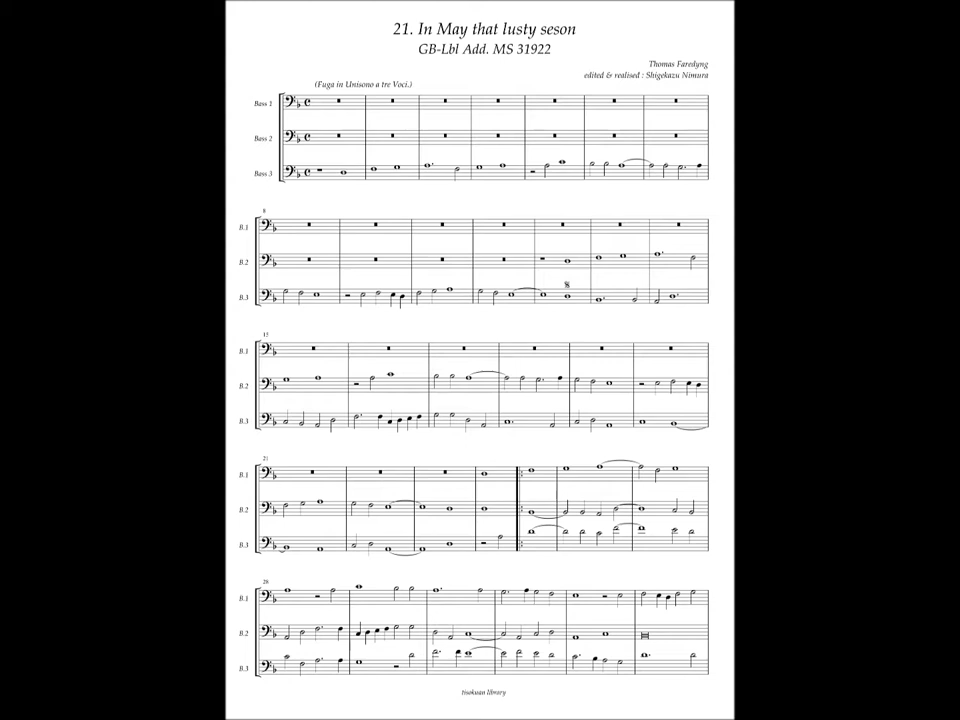 21. In May that lusty seson
GB-Lbl Add. MS 31922
Thomas Faredyng
edited & realised : Shigekazu Nimura
(Fuga in Unisono a tre Voci.)
Bass 1
Bass 2
Bass 3
8
B.1
B.2
B.3
15
B.1
B.2
B.3
21
B.1
B.2
B.3
28
B.1
B.2
B.3
tisokuan library